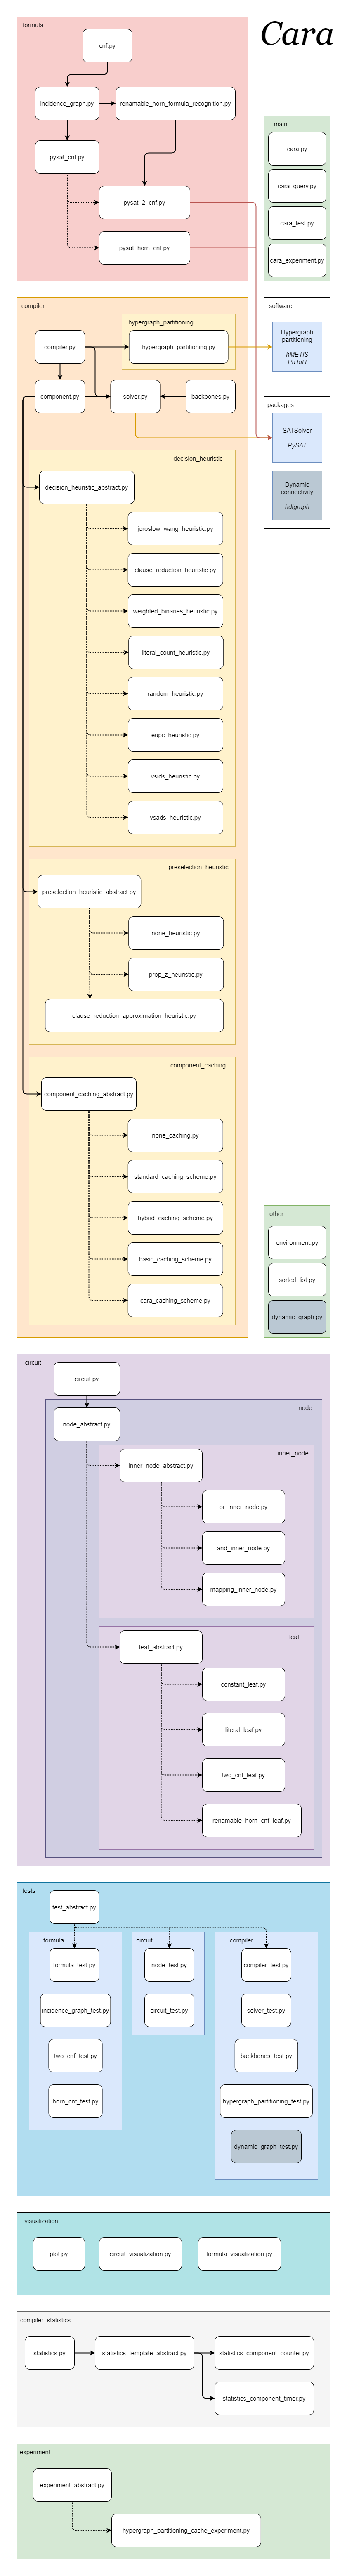 Cara
formula
cnf.py
incidence_graph.py
renamable_horn_formula_recognition.py
pysat_cnf.py
pysat_2_cnf.py
pysat_horn_cnf.py
main
cara.py
cara_query.py
cara_test.py
cara_experiment.py
compiler
hypergraph_partitioning
compiler.py
hypergraph_partitioning.py
component.py
solver.py
backbones.py
software
Hypergraph
partitioning
hMETIS
PaToH
packages
SATSolver
PySAT
Dynamic
connectivity
hdtgraph
decision_heuristic
decision_heuristic_abstract.py
jeroslow_wang_heuristic.py
clause_reduction_heuristic.py
weighted_binaries_heuristic.py
literal_count_heuristic.py
random_heuristic.py
eupc_heuristic.py
vsids_heuristic.py
vsads_heuristic.py
preselection_heuristic
preselection_heuristic_abstract.py
none_heuristic.py
prop_z_heuristic.py
clause_reduction_approximation_heuristic.py
component_caching
component_caching_abstract.py
none_caching.py
standard_caching_scheme.py
hybrid_caching_scheme.py
basic_caching_scheme.py
cara_caching_scheme.py
other
environment.py
sorted_list.py
dynamic_graph.py
circuit
circuit.py
node
node_abstract.py
inner_node
inner_node_abstract.py
or_inner_node.py
and_inner_node.py
mapping_inner_node.py
leaf
leaf_abstract.py
constant_leaf.py
literal_leaf.py
two_cnf_leaf.py
renamable_horn_cnf_leaf.py
tests
test_abstract.py
formula
formula_test.py
incidence_graph_test.py
two_cnf_test.py
horn_cnf_test.py
circuit
node_test.py
circuit_test.py
compiler
compiler_test.py
solver_test.py
backbones_test.py
hypergraph_partitioning_test.py
dynamic_graph_test.py
visualization
plot.py
circuit_visualization.py
formula_visualization.py
compiler_statistics
statistics.py
statistics_template_abstract.py
statistics_component_counter.py
statistics_component_timer.py
experiment
experiment_abstract.py
hypergraph_partitioning_cache_experiment.py